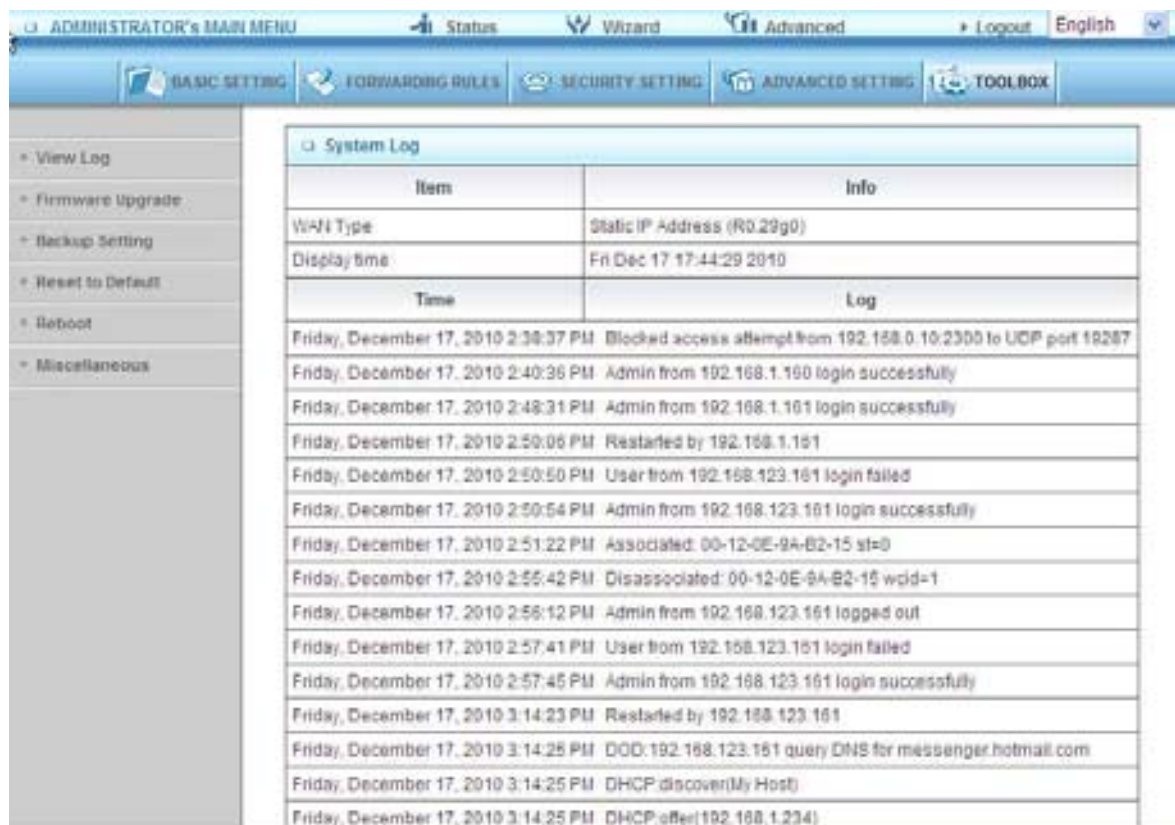 ADMINISTRATOR's MAIN MENU Status Wizard Advanced Logout English
BASIC SETTING FORWARDING RULES SECURITY SETTING ADVANCED SETTING TOOLBOX
View Log
Firmware Upgrade
Backup Setting
Reset to Default
Reboot
Miscellaneous
System Log
Item Info
WAN Type Static IP Address (R0.29g0)
Display time Fri Dec 17 17:44:29 2010
Time Log
Friday, December 17, 2010 2:38:37 PM Blocked access attempt from 192.168.0.10:2300 to UDP port 19287
Friday, December 17, 2010 2:40:36 PM Admin from 192.168.1.160 login successfully
Friday, December 17, 2010 2:48:31 PM Admin from 192.168.1.161 login successfully
Friday, December 17, 2010 2:50:06 PM Restarted by 192.168.1.161
Friday, December 17, 2010 2:50:50 PM User from 192.168.123.161 login failed
Friday, December 17, 2010 2:50:54 PM Admin from 192.168.123.161 login successfully
Friday, December 17, 2010 2:51:22 PM Associated: 00-12-0E-9A-B2-15 st=0
Friday, December 17, 2010 2:55:42 PM Disassociated: 00-12-0E-9A-B2-15 wcid=1
Friday, December 17, 2010 2:56:12 PM Admin from 192.168.123.161 logged out
Friday, December 17, 2010 2:57:41 PM User from 192.168.123.161 login failed
Friday, December 17, 2010 2:57:45 PM Admin from 192.168.123.161 login successfully
Friday, December 17, 2010 3:14:23 PM Restarted by 192.168.123.161
Friday, December 17, 2010 3:14:25 PM DOD:192.168.123.161 query DNS for messenger.hotmail.com
Friday, December 17, 2010 3:14:25 PM DHCP:discover(My Host)
Friday, December 17, 2010 3:14:25 PM DHCP:offer(192.168.1.234)